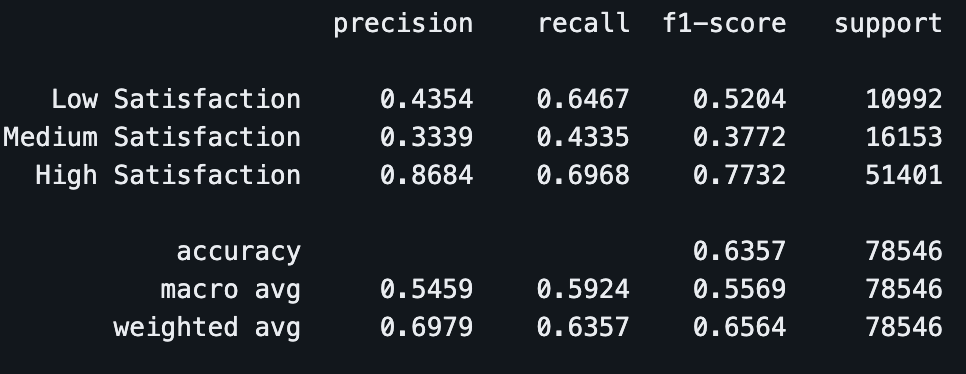 precision recall f1-score support
Low Satisfaction 0.4354 0.6467 0.5204 10992
Medium Satisfaction 0.3339 0.4335 0.3772 16153
High Satisfaction 0.8684 0.6968 0.7732 51401
accuracy 0.6357 78546
macro avg 0.5459 0.5924 0.5569 78546
weighted avg 0.6979 0.6357 0.6564 78546